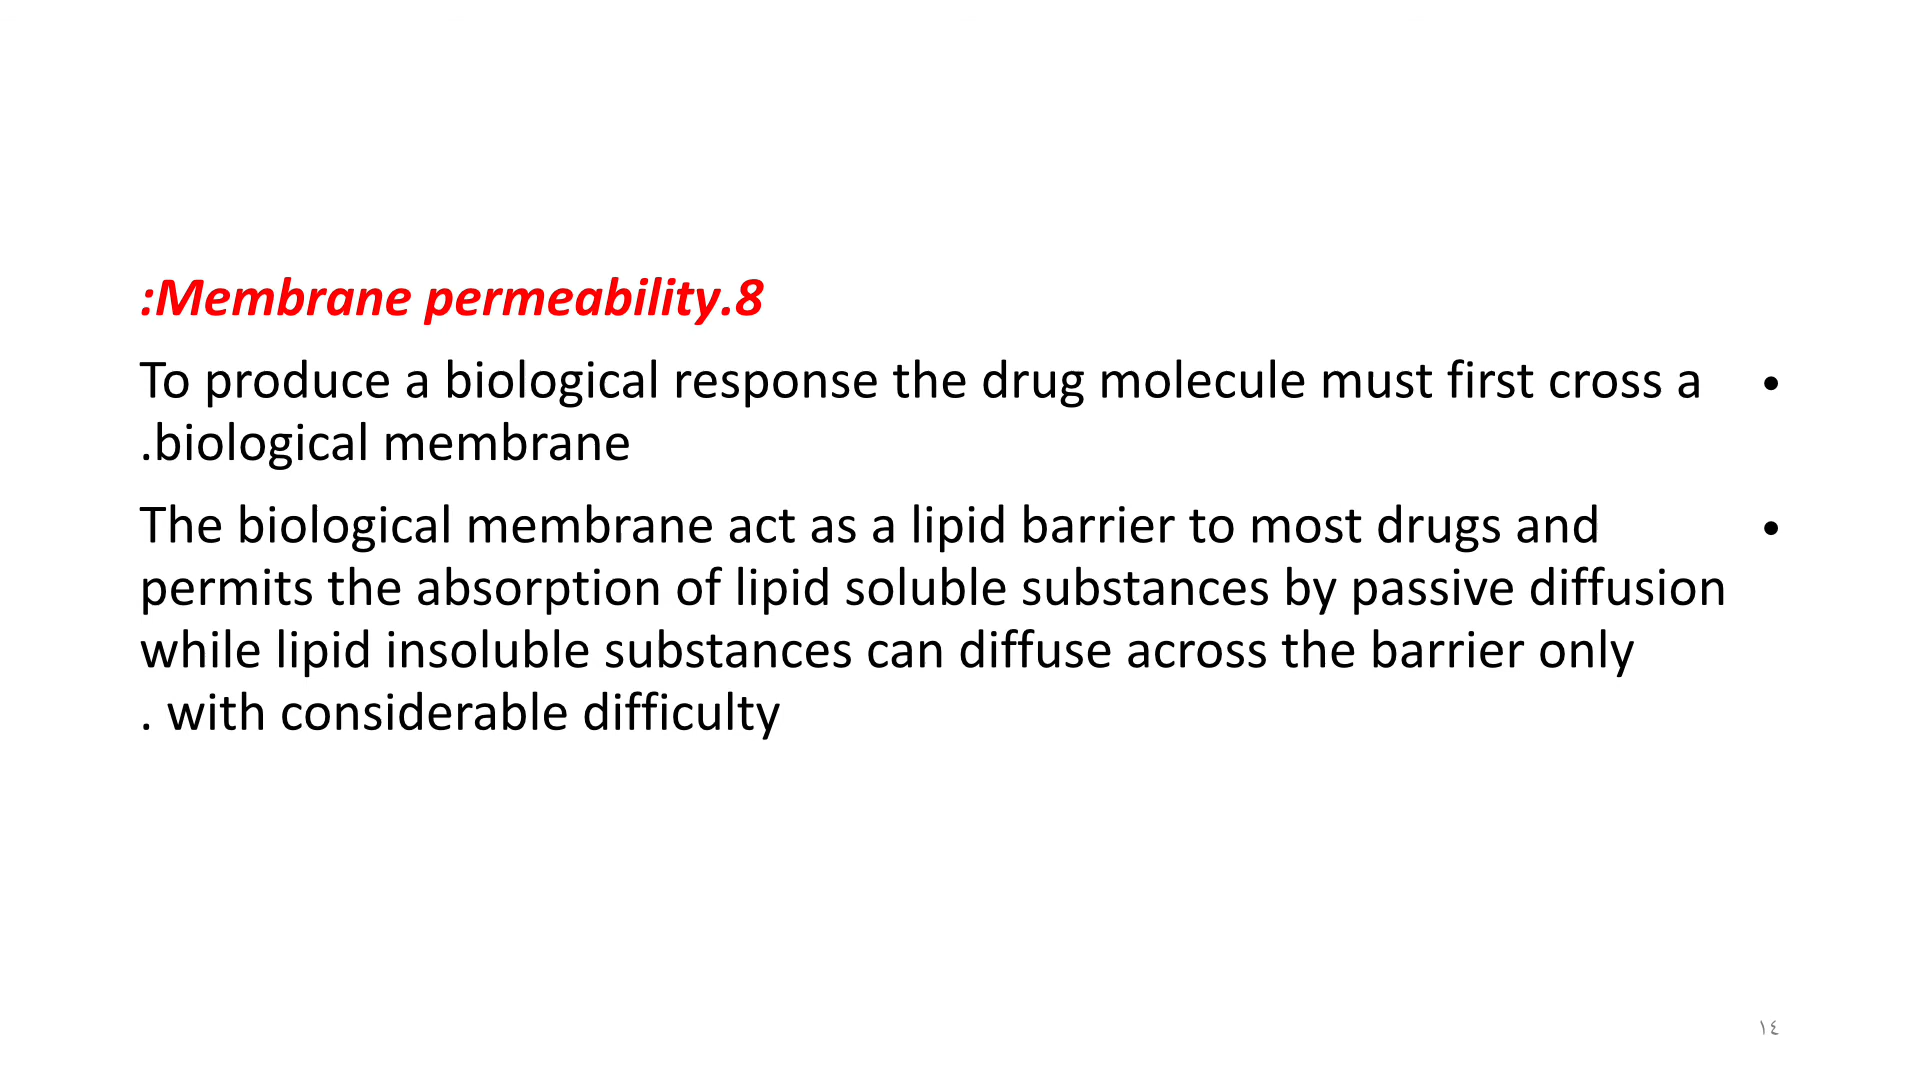 :Membrane permeability.8
To produce a biological response the drug molecule must first cross a •
.biological membrane
The biological membrane act as a lipid barrier to most drugs and •
permits the absorption of lipid soluble substances by passive diffusion
while lipid insoluble substances can diffuse across the barrier only
. with considerable difficulty
١٤